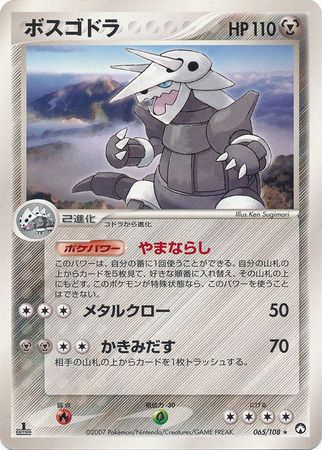 ボスゴドラ HP110
Illus.Ken Sugimori
2進化 コドラから進化
ポケパワー やまならし
このパワーは、自分の番に1回使うことができる。自分の山札
の上からカードを5枚見て、好きな順番に入れ替え、その山札の上
にもどす。このポケモンが特殊状態なら、このパワーは使えない。
メタルクロー 50
かきみだす 70
相手の山札の上からカードを1枚トラッシュする。
弱点 抵抗力 -30 にげる
1 EDITION ©2007 Pokémon/Nintendo/Creatures/GAME FREAK. 065/108 ★